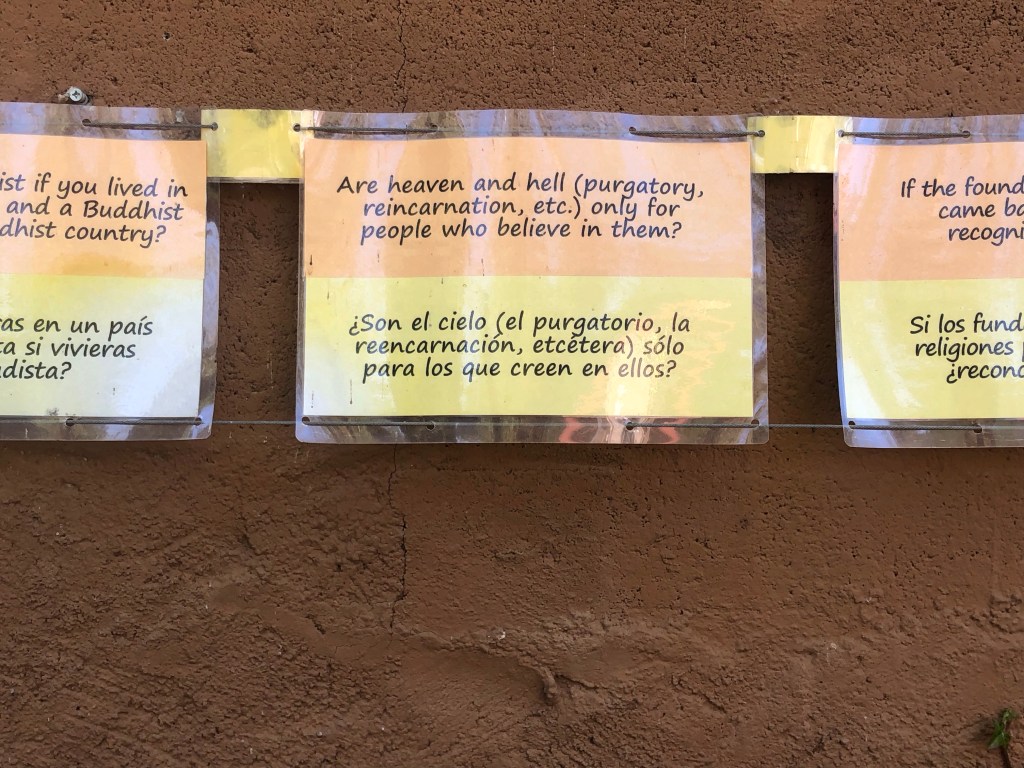 ist if you lived in
and a Buddhist
dhist country?
ras en un país
ta si vivieras
dista?
Are heaven and hell (purgatory,
reincarnation, etc.) only for
people who believe in them?
¿Son el cielo (el purgatorio, la
reencarnación, etcétera) sólo
para los que creen en ellos?
If the found
came ba
recogni
Si los fund
religiones p
¿recono